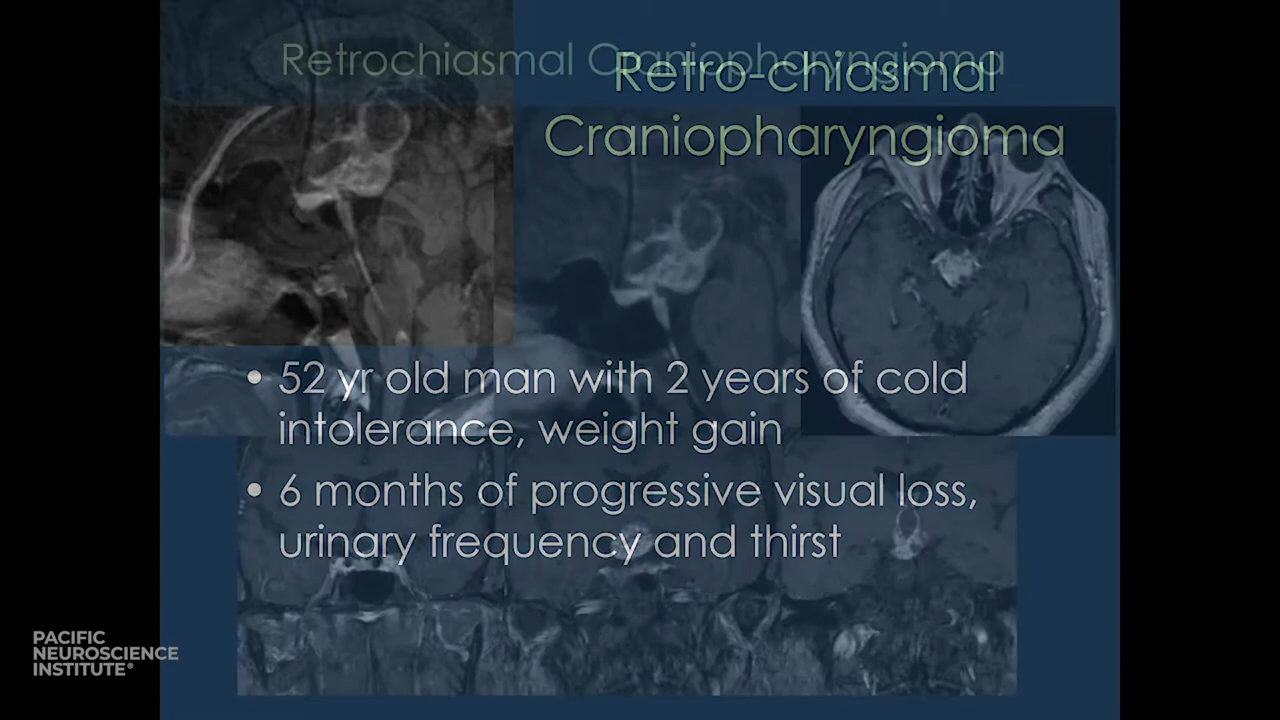 Retrochiasmal Craniopharyngioma
Retro-chiasmal
Craniopharyngioma
• 52 yr old man with 2 years of cold
intolerance, weight gain
• 6 months of progressive visual loss,
urinary frequency and thirst
PACIFIC
NEUROSCIENCE
INSTITUTE®